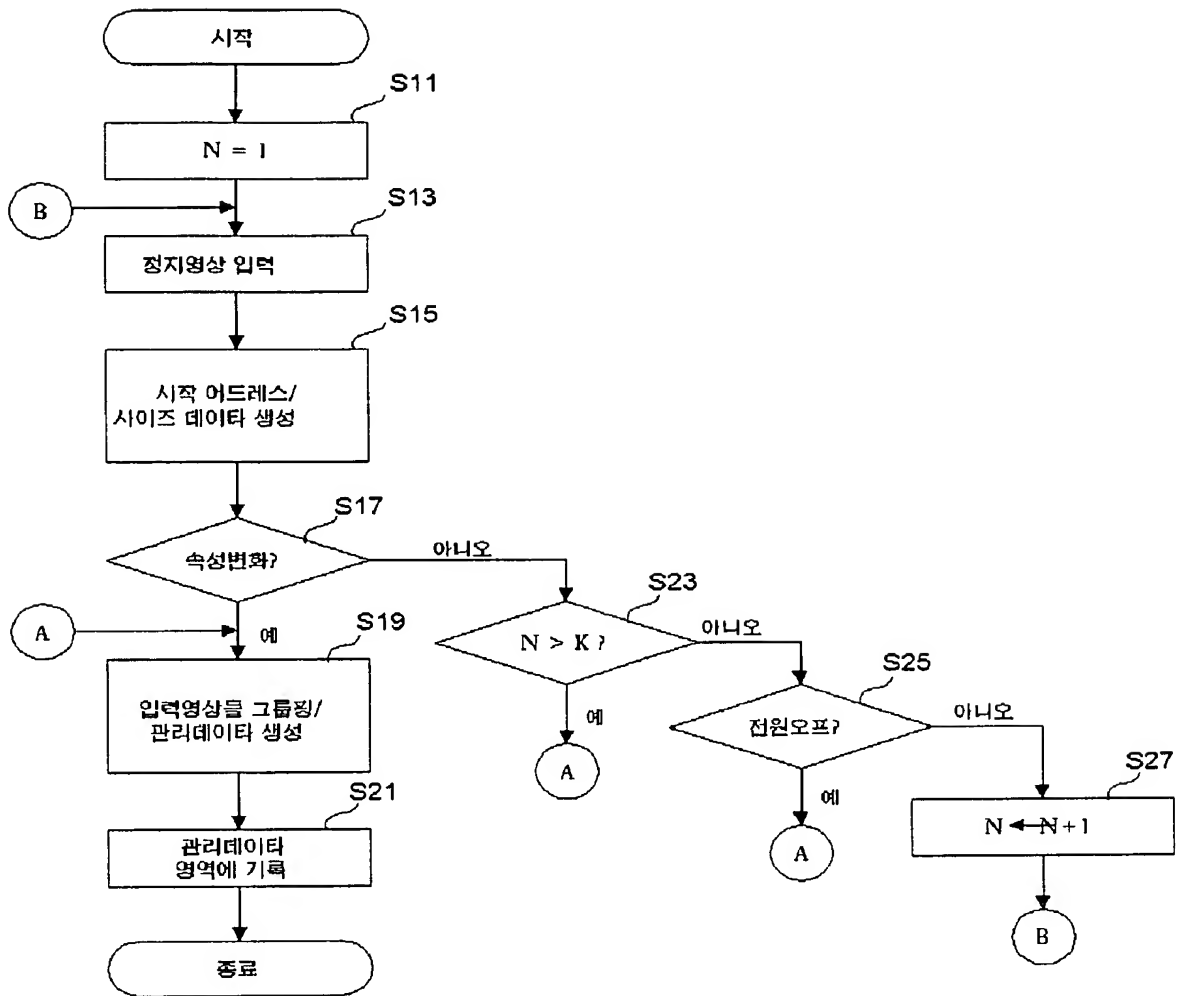 시작
S11
N = 1
B
S13
정지영상 입력
S15
시작 어드레스/
사이즈 데이타 생성
S17
속성변화?
아니오
A
예
S19
입력영상을 그룹핑/
관리데이타 생성
S21
관리데이타
영역에 기록
종료
S23
N > K ?
아니오
예
A
S25
전원오프?
아니오
예
A
S27
N ← N+1
B